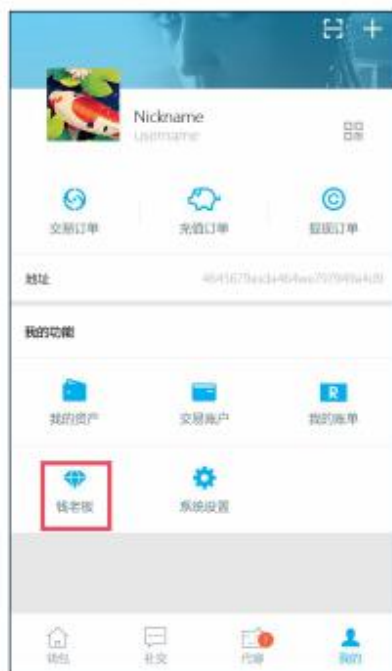 Nickname
username
交易订单
充值订单
提现订单
地址
我的功能
我的资产
交易账户
R
我的账单
钱老板
系统设置
钱包
社交
代聊
我的